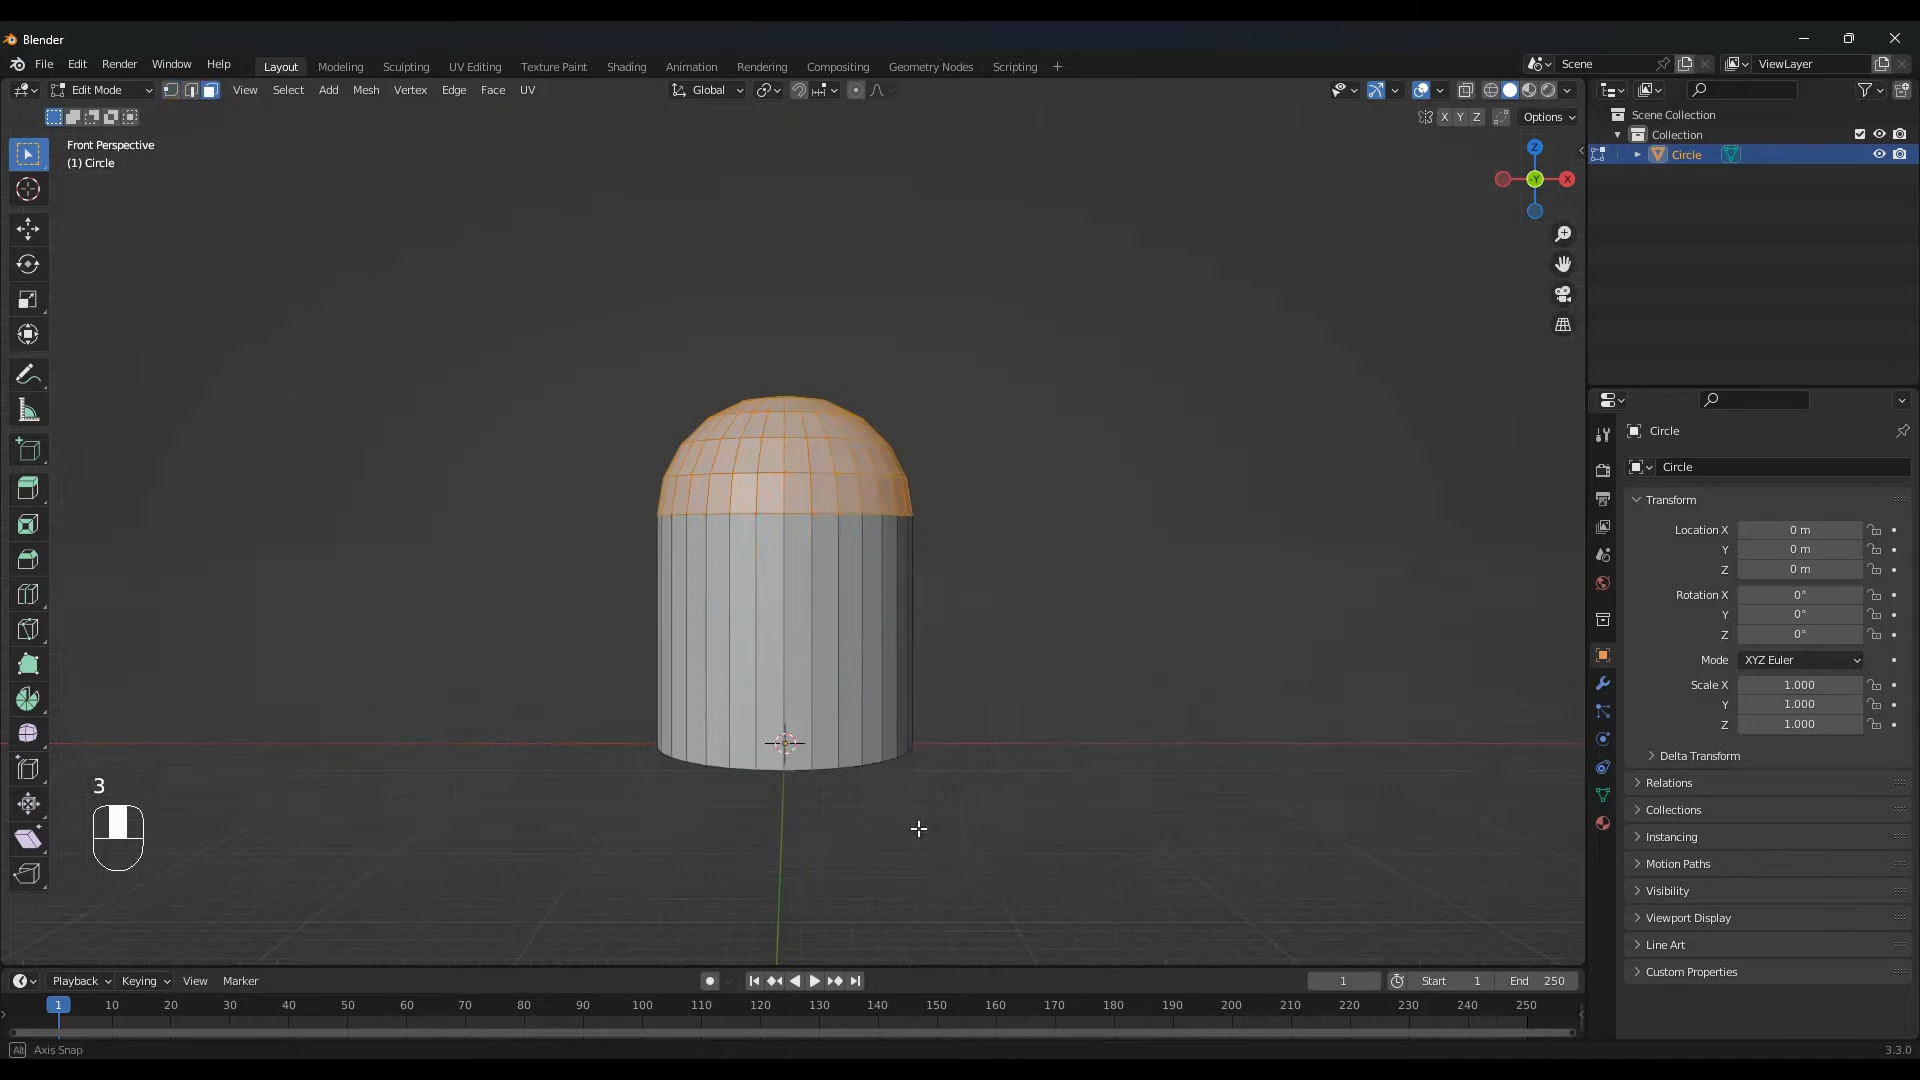 Blender
File Edit Render Window Help
Layout Modeling Sculpting UV Editing Texture Paint Shading Animation Rendering Compositing Geometry Nodes Scripting +
Scene ViewLayer
Edit Mode View Select Add Mesh Vertex Edge Face UV Global
X Y Z Options
Front Perspective
(1) Circle
Z
-Y X
Scene Collection
Collection
Circle
Circle
Circle
Transform
Location X 0 m
Y 0 m
Z 0 m
Rotation X 0°
Y 0°
Z 0°
Mode XYZ Euler
Scale X 1.000
Y 1.000
Z 1.000
Delta Transform
Relations
Collections
Instancing
Motion Paths
Visibility
Viewport Display
Line Art
Custom Properties
3
Playback Keying View Marker 1 Start 1 End 250
1 10 20 30 40 50 60 70 80 90 100 110 120 130 140 150 160 170 180 190 200 210 220 230 240 250
Alt Axis Snap 3.3.0